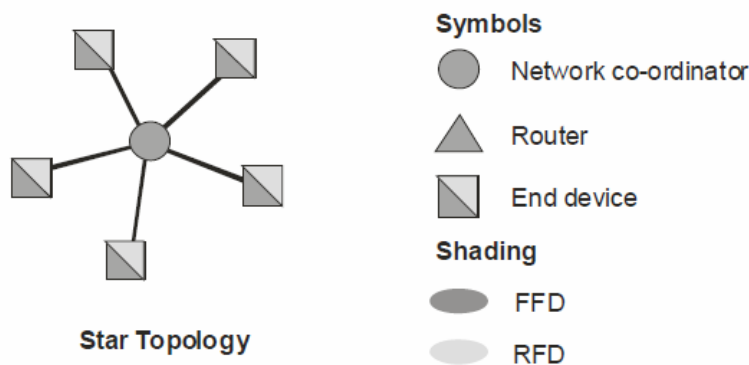 Symbols
Network co-ordinator
Router
End device
Shading
FFD
RFD
Star Topology